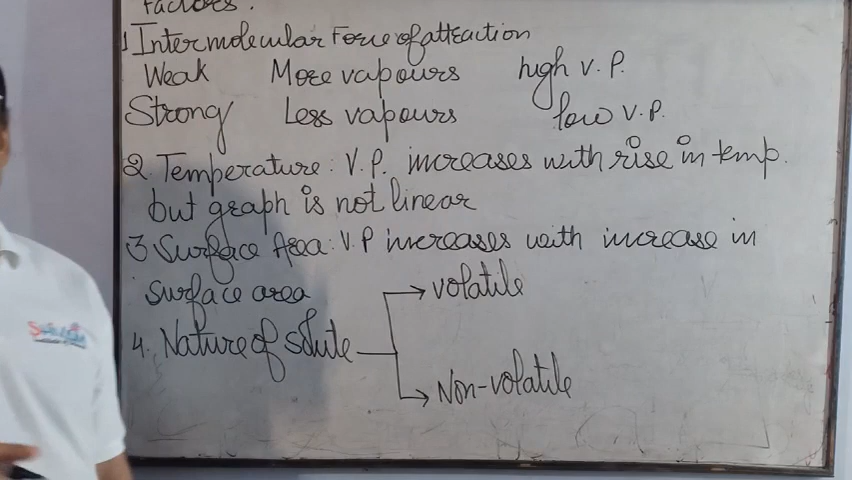 Factors.
1 Intermolecular Force of attraction
Weak More vapours high V.P.
Strong Less vapours low V.P.
2. Temperature: V.P. increases with rise in temp.
but graph is not linear
3 Surface Area: V.P increases with increase in
surface area
volatile
4. Nature of solute
Non-volatile